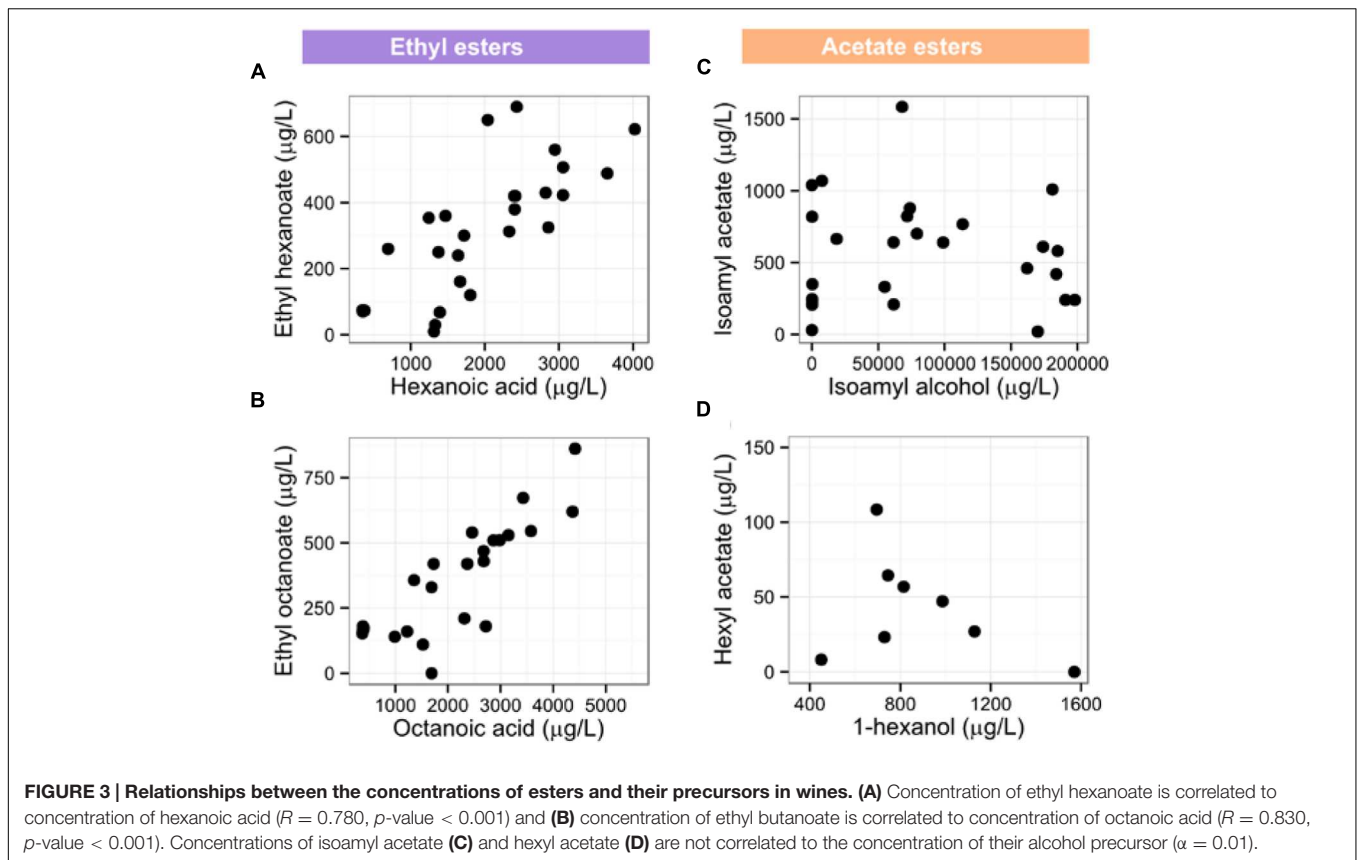 Ethyl esters
Acetate esters
A
Ethyl hexanoate (μg/L)
600
400
200
0
1000 2000 3000 4000
Hexanoic acid (μg/L)
C
Isoamyl acetate (μg/L)
1500
1000
500
0
0 50000 100000 150000 200000
Isoamyl alcohol (μg/L)
B
Ethyl octanoate (μg/L)
750
500
250
0
1000 2000 3000 4000 5000
Octanoic acid (μg/L)
D
Hexyl acetate (μg/L)
150
100
50
0
400 800 1200 1600
1-hexanol (μg/L)
FIGURE 3 | Relationships between the concentrations of esters and their precursors in wines. (A) Concentration of ethyl hexanoate is correlated to
concentration of hexanoic acid (R = 0.780, p-value < 0.001) and (B) concentration of ethyl butanoate is correlated to concentration of octanoic acid (R = 0.830,
p-value < 0.001). Concentrations of isoamyl acetate (C) and hexyl acetate (D) are not correlated to the concentration of their alcohol precursor (α = 0.01).